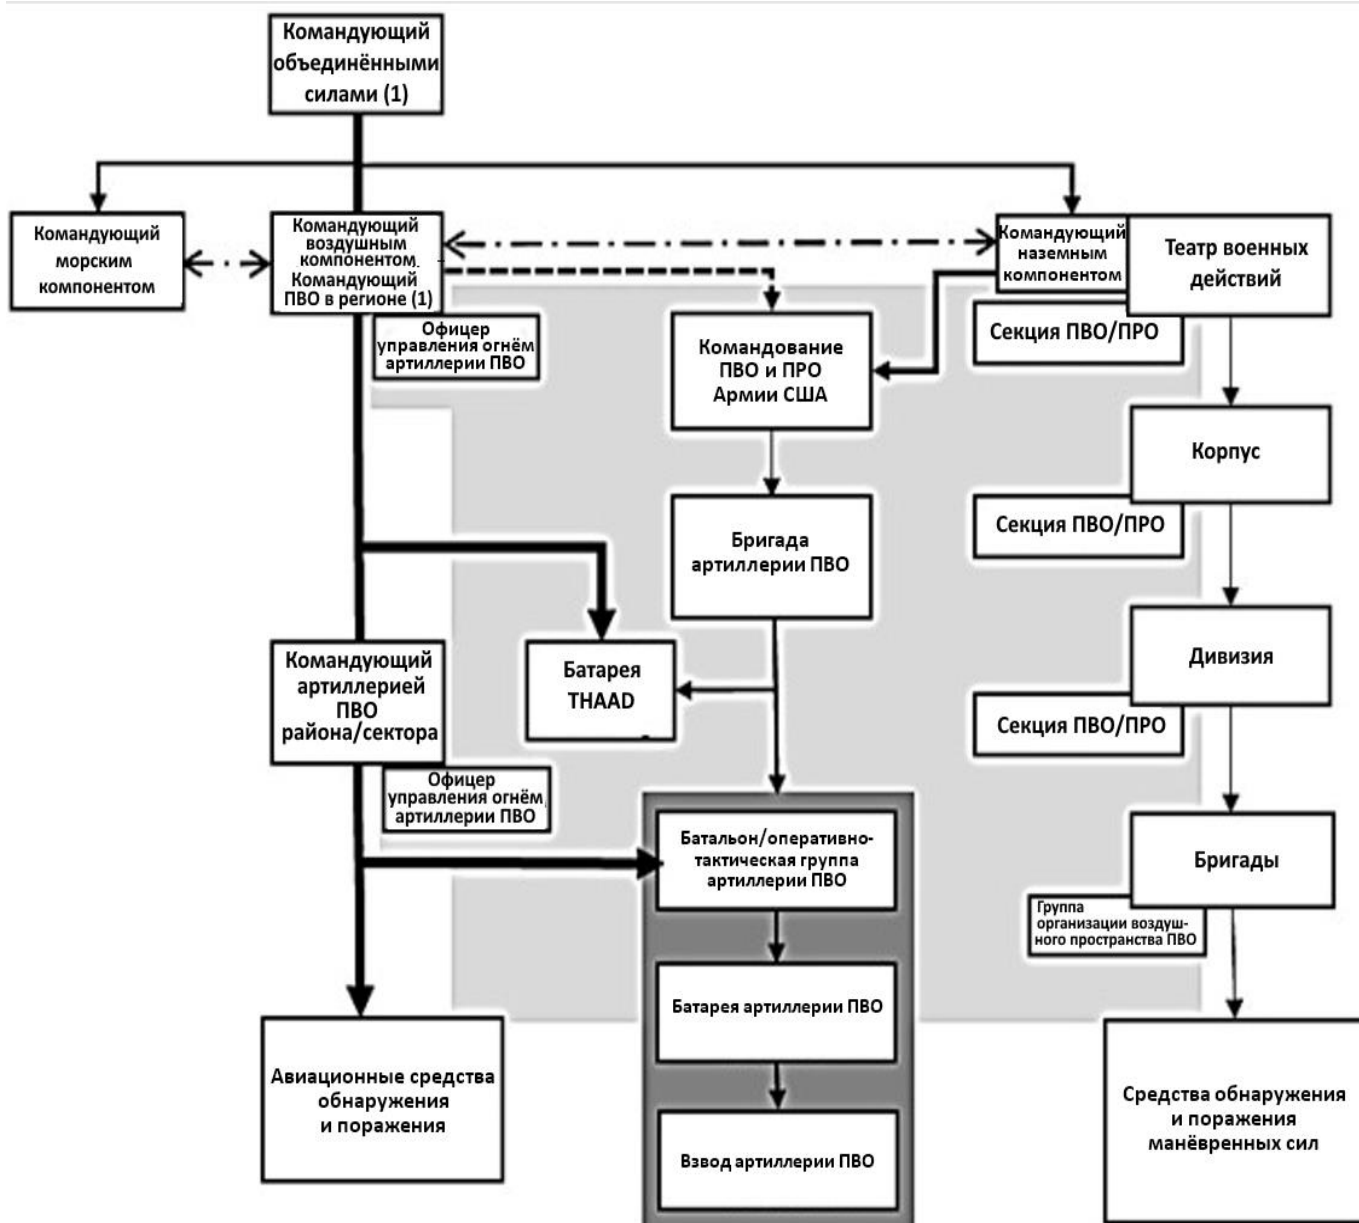 Командующий
объединёнными
силами (1)
Командующий
морским
компонентом
Командующий
воздушным
компонентом.
Командующий
ПВО в регионе (1)
Командующий
наземным
компонентом
Театр военных
действий
Офицер
управления огнём
артиллерии ПВО
Командование
ПВО и ПРО
Армии США
Секция ПВО/ПРО
Корпус
Секция ПВО/ПРО
Бригада
артиллерии ПВО
Командующий
артиллерией
ПВО
района/сектора
Батарея
THAAD
Дивизия
Секция ПВО/ПРО
Офицер
управления огнём,
артиллерии ПВО
Батальон/оперативно-
тактическая группа
артиллерии ПВО
Бригады
Группа
организации воздуш-
ного пространства ПВО
Батарея артиллерии ПВО
Авиационные средства
обнаружения
и поражения
Взвод артиллерии ПВО
Средства обнаружения
и поражения
манёвренных сил